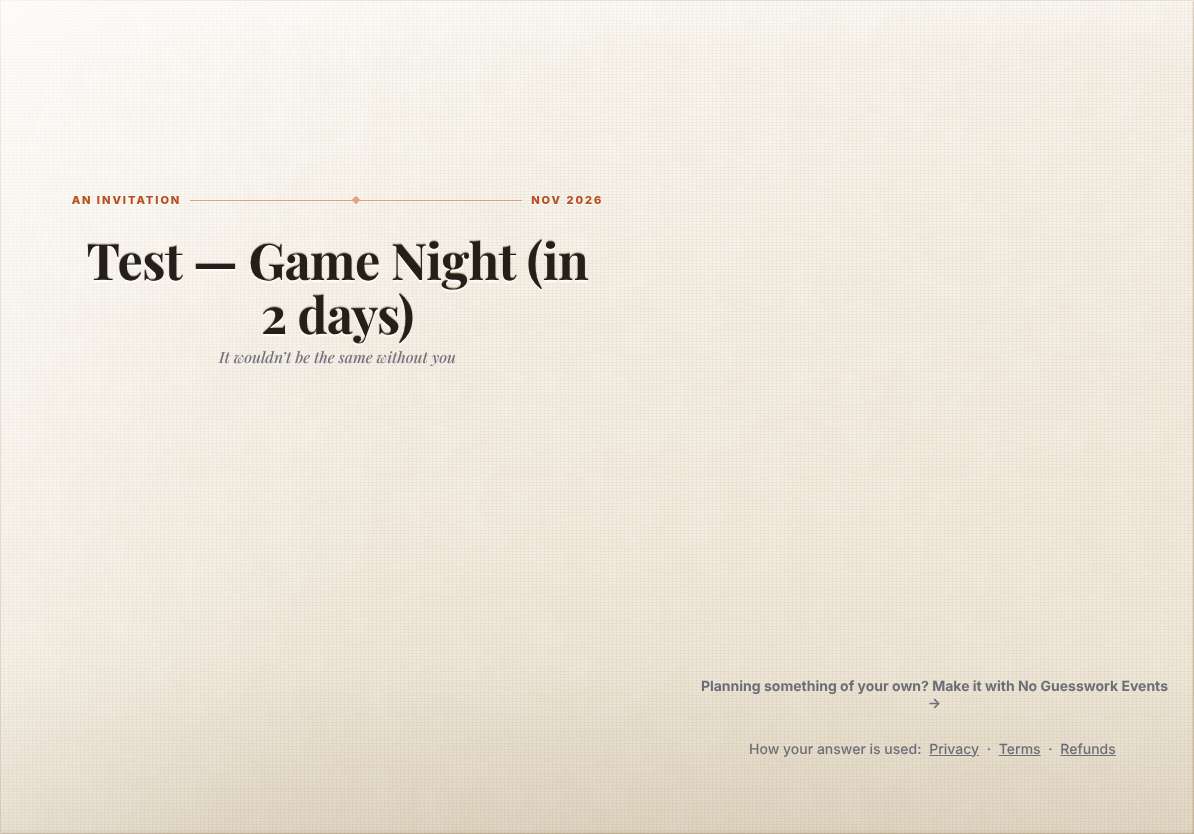 AN INVITATION NOV 2026
Test — Game Night (in
2 days)
It wouldn’t be the same without you
Planning something of your own? Make it with No Guesswork Events
→
How your answer is used: Privacy · Terms · Refunds